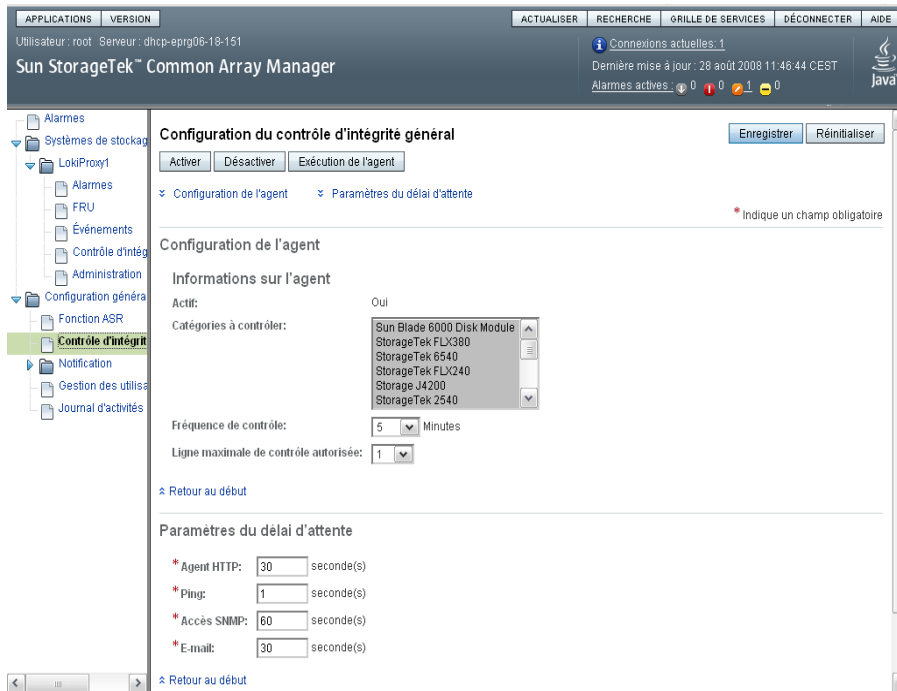 APPLICATIONS VERSION ACTUALISER RECHERCHE GRILLE DE SERVICES DÉCONNECTER AIDE
Utilisateur : root Serveur : dhcp-eprg06-18-151
Sun StorageTek™ Common Array Manager
Connexions actuelles: 1
Dernière mise à jour : 28 août 2008 11:46:44 CEST
Alarmes actives : 0 0 1 0
Java
Alarmes
Systèmes de stockag
LokiProxy1
Alarmes
FRU
Événements
Contrôle d'intég
Administration
Configuration généra
Fonction ASR
Contrôle d'intégrit
Notification
Gestion des utilisa
Journal d'activités
Configuration du contrôle d'intégrité général
Enregistrer Réinitialiser
Activer Désactiver Exécution de l'agent
Configuration de l'agent Paramètres du délai d'attente
* Indique un champ obligatoire
Configuration de l'agent
Informations sur l'agent
Actif: Oui
Catégories à contrôler:
Sun Blade 6000 Disk Module
StorageTek FLX380
StorageTek 6540
StorageTek FLX240
Storage J4200
StorageTek 2540
Fréquence de contrôle: 5 Minutes
Ligne maximale de contrôle autorisée: 1
Retour au début
Paramètres du délai d'attente
* Agent HTTP: 30 seconde(s)
* Ping: 1 seconde(s)
* Accès SNMP: 60 seconde(s)
* E-mail: 30 seconde(s)
Retour au début